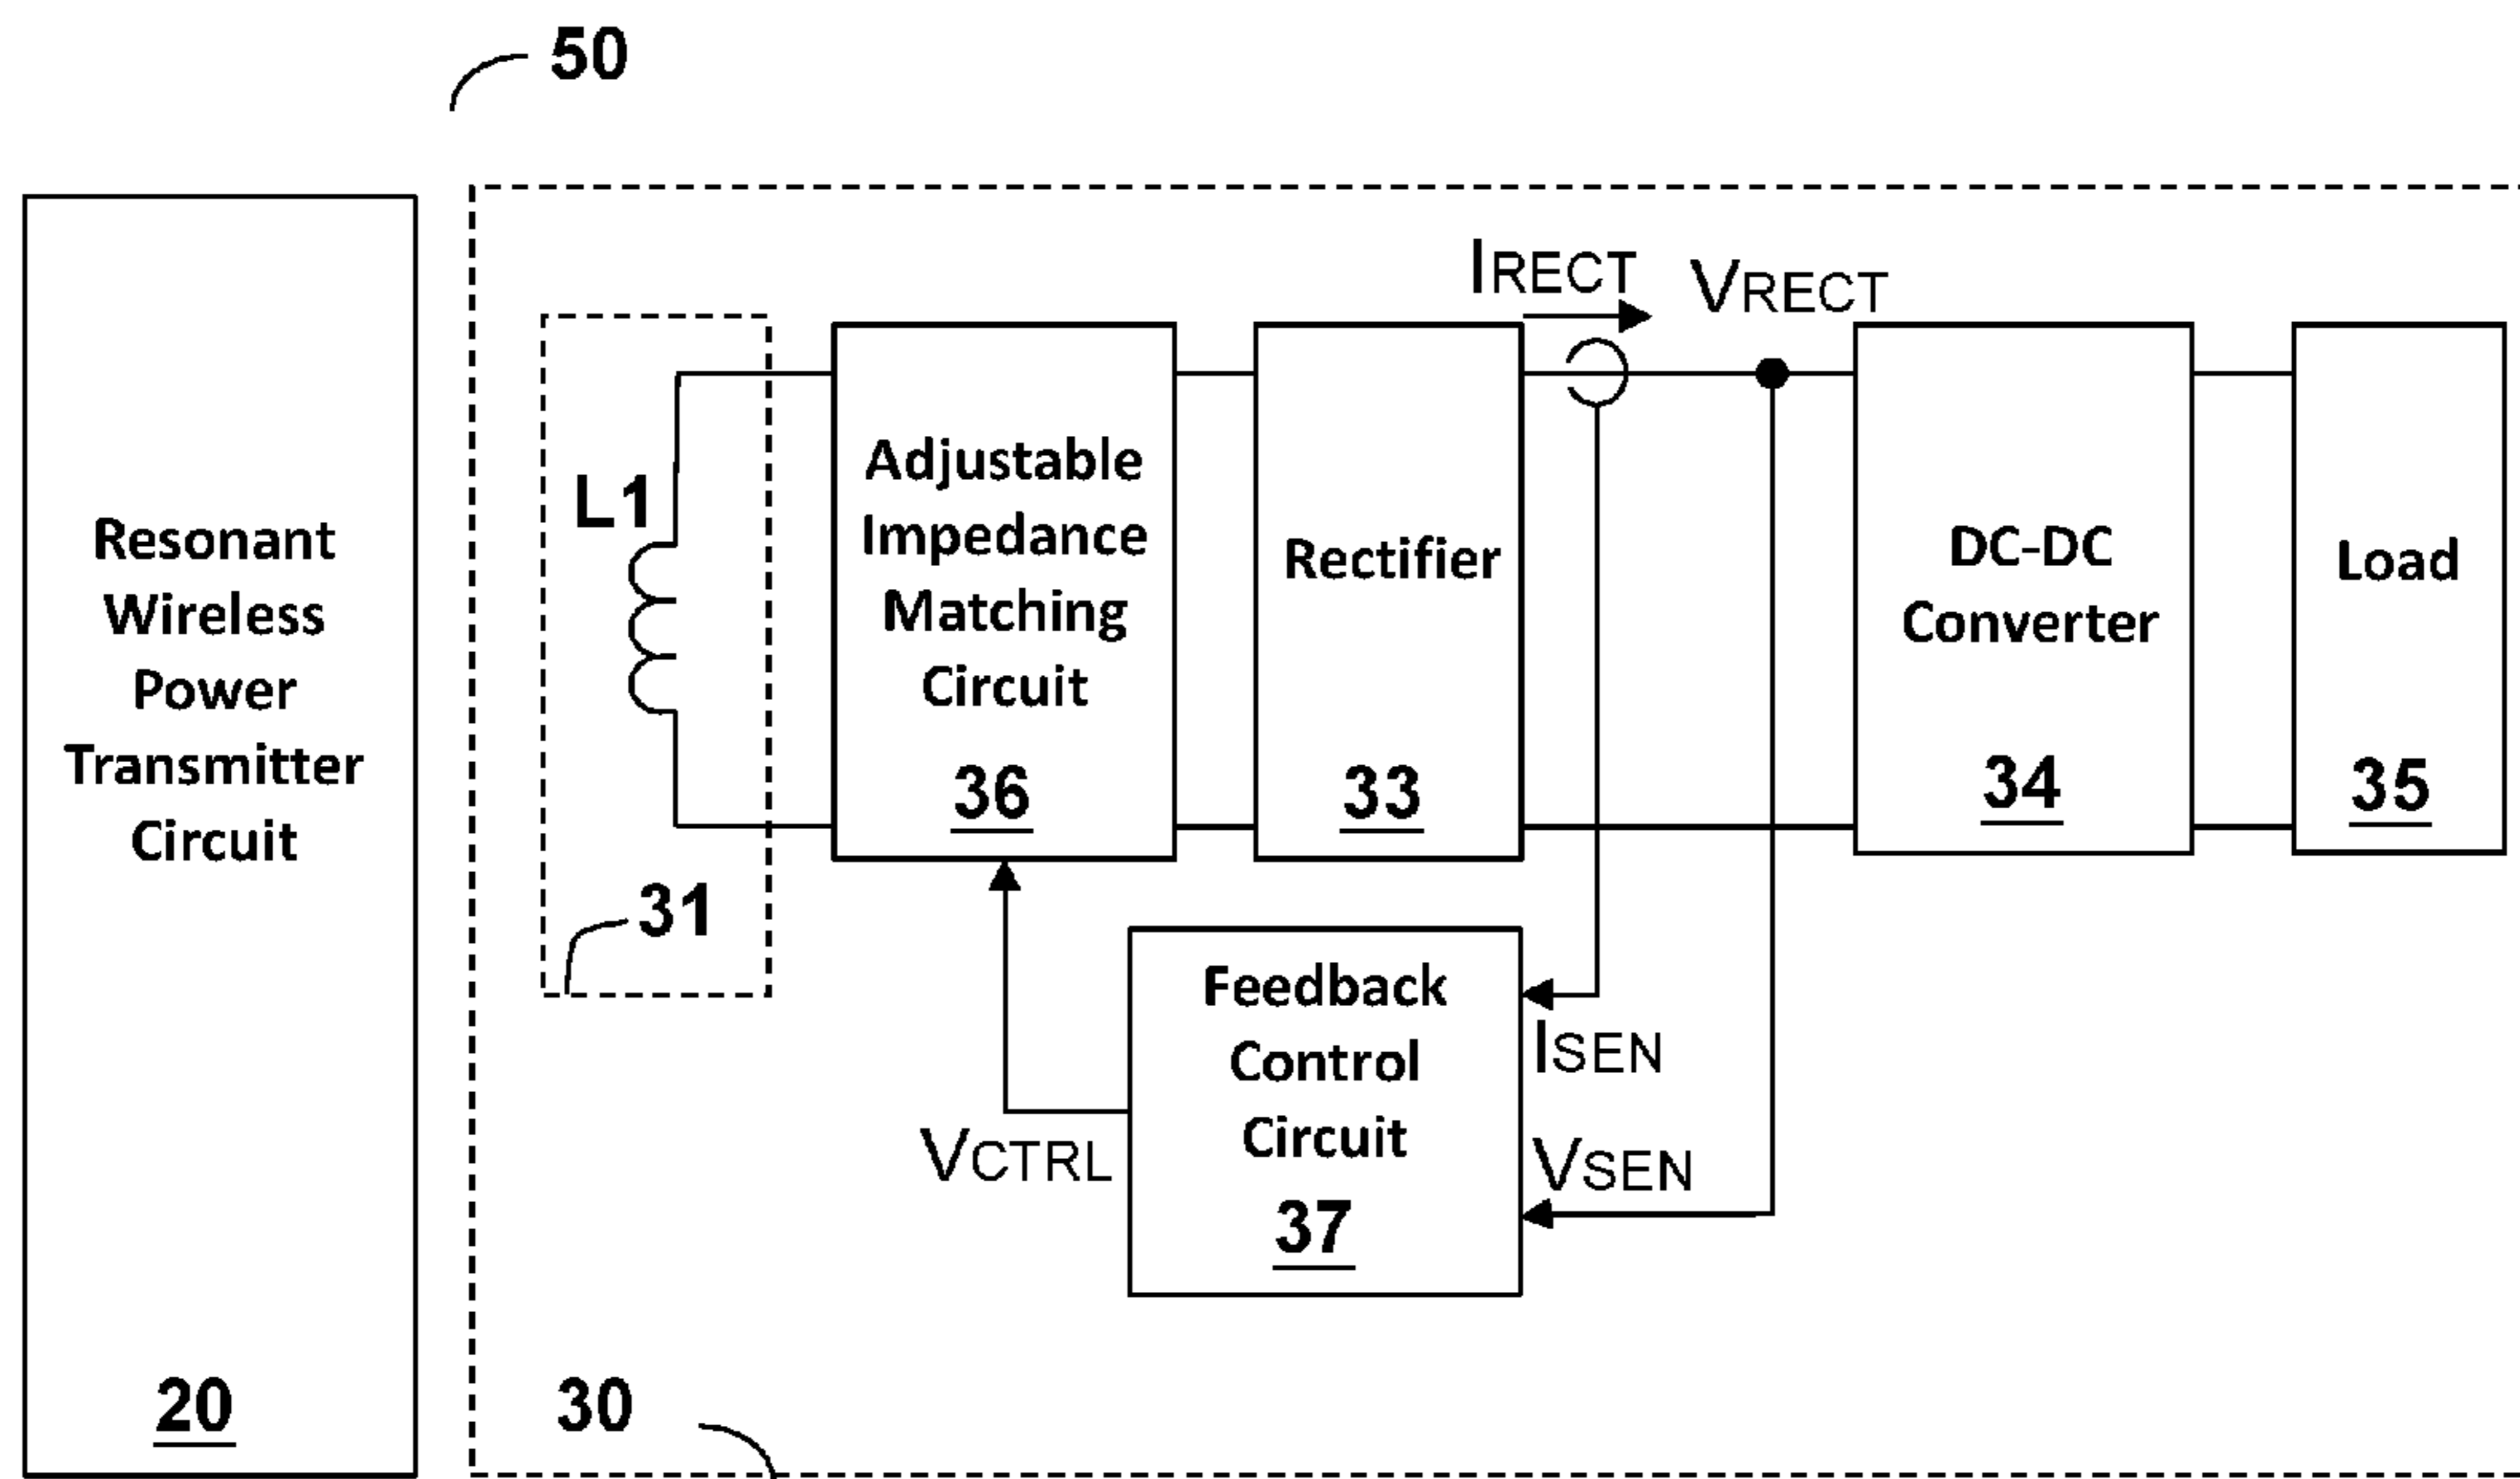 50
Resonant
Wireless
Power
Transmitter
Circuit
20
L1
31
Adjustable
Impedance
Matching
Circuit
36
Rectifier
33
IRECT
VRECT
DC-DC
Converter
34
Load
35
Feedback
Control
Circuit
37
ISEN
VSEN
VCTRL
30